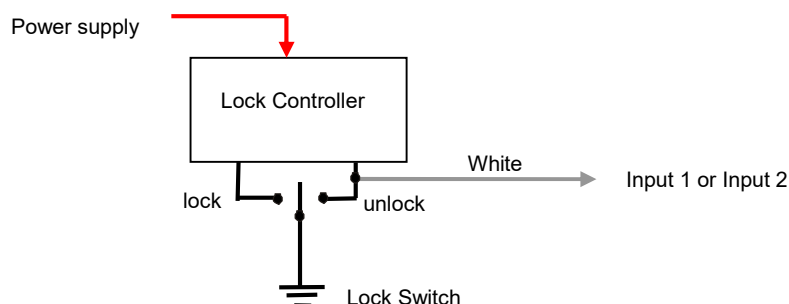 Power supply
Lock Controller
White
Input 1 or Input 2
lock
unlock
Lock Switch